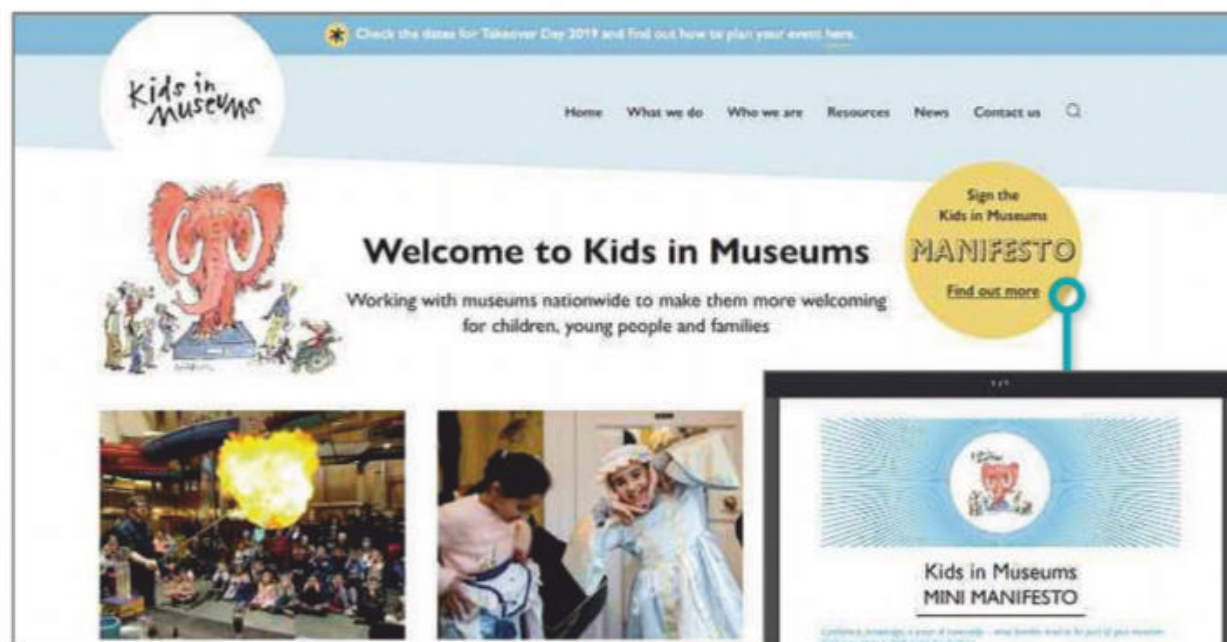 Check the dates for Takeover Day 2019 and find out how to plan your event here.
Kids in
Museums
Home What we do Who we are Resources News Contact us
Sign the
Kids in Museums
MANIFESTO
Find out more
Welcome to Kids in Museums
Working with museums nationwide to make them more welcoming
for children, young people and families
Kids in Museums
MINI MANIFESTO